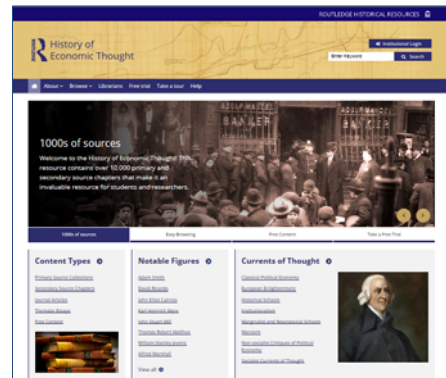 ROUTLEDGE HISTORICAL RESOURCES
R
History of
Economic Thought
Institutional Login
Enter Keyword
Search
About Browse Librarians Free trial Take a tour Help
ADOLF MANDEL
BANKER
BANKER
1000s of sources
Welcome to the History of Economic Thought! This
resource contains over 10,000 primary and
secondary source chapters that make it an
invaluable resource for students and researchers.
1000s of sources Easy Browsing Free Content Take a Free Trial
Content Types
Primary Source Collections
Secondary Source Chapters
Journal Articles
Thematic Essays
Free Content
Notable Figures
Adam Smith
David Ricardo
John Elliot Cairnes
Karl Heinrich Marx
John Stuart Mill
Thomas Robert Malthus
William Stanley Jevons
Alfred Marshall
View all
Currents of Thought
Classical Political Economy
European Enlightenment
Historical Schools
Institutionalism
Marginalist and Neoclassical Schools
Marxism
Non-socialist Critiques of Political
Economy
Socialist Currents of Thought